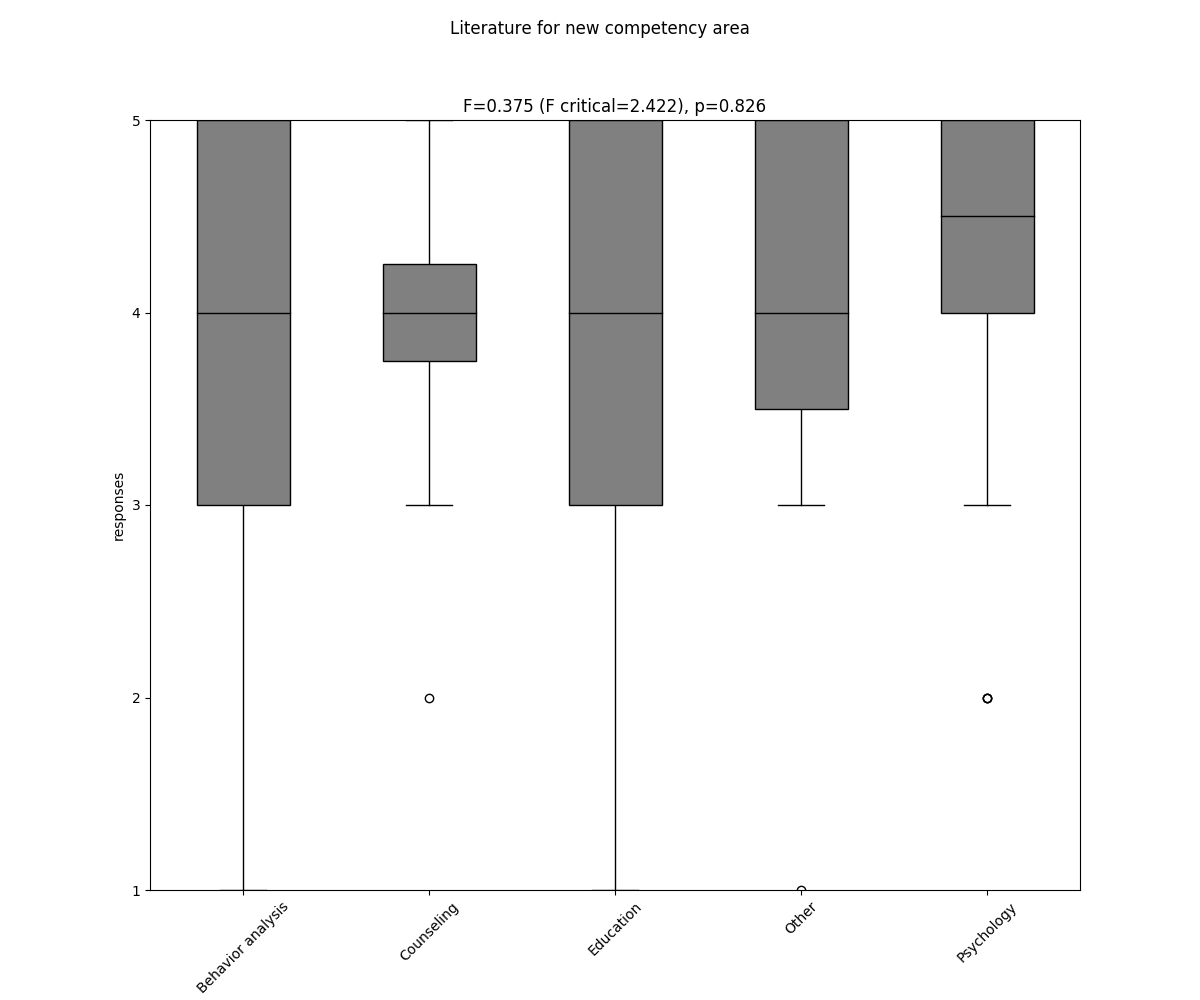 Literature for new competency area
F=0.375 (F critical=2.422), p=0.826
5
4
3
2
1
responses
Behavior analysis
Counseling
Education
Other
Psychology